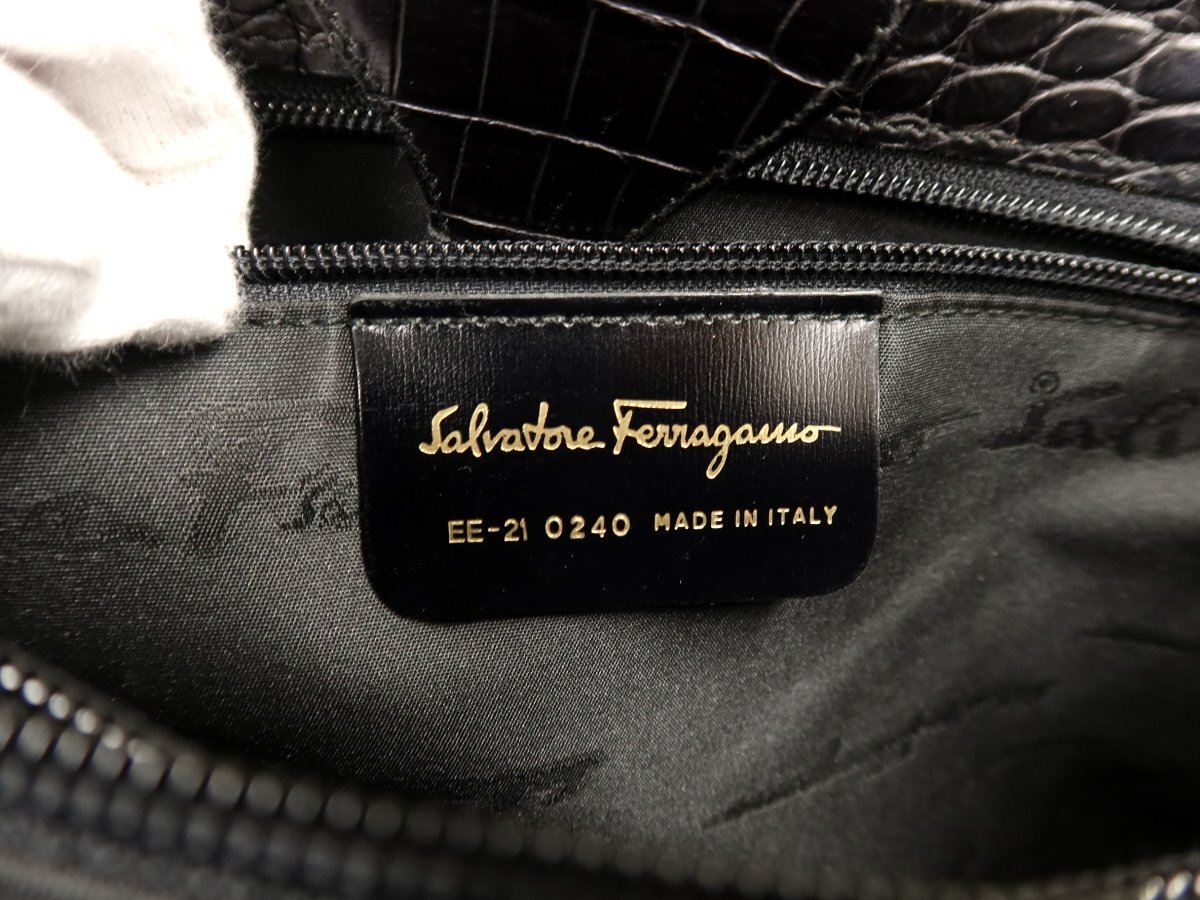 Salvatore Ferragamo
EE-21 0240 MADE IN ITALY